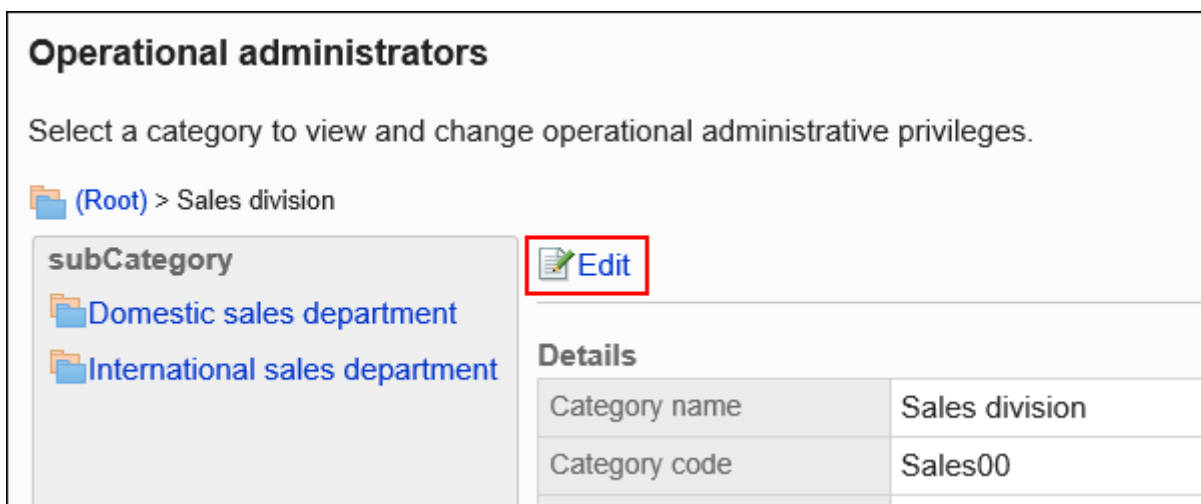 Operational administrators
Select a category to view and change operational administrative privileges.
(Root) > Sales division
subCategory
Domestic sales department
International sales department
Edit
Details
Category name Sales division
Category code Sales00